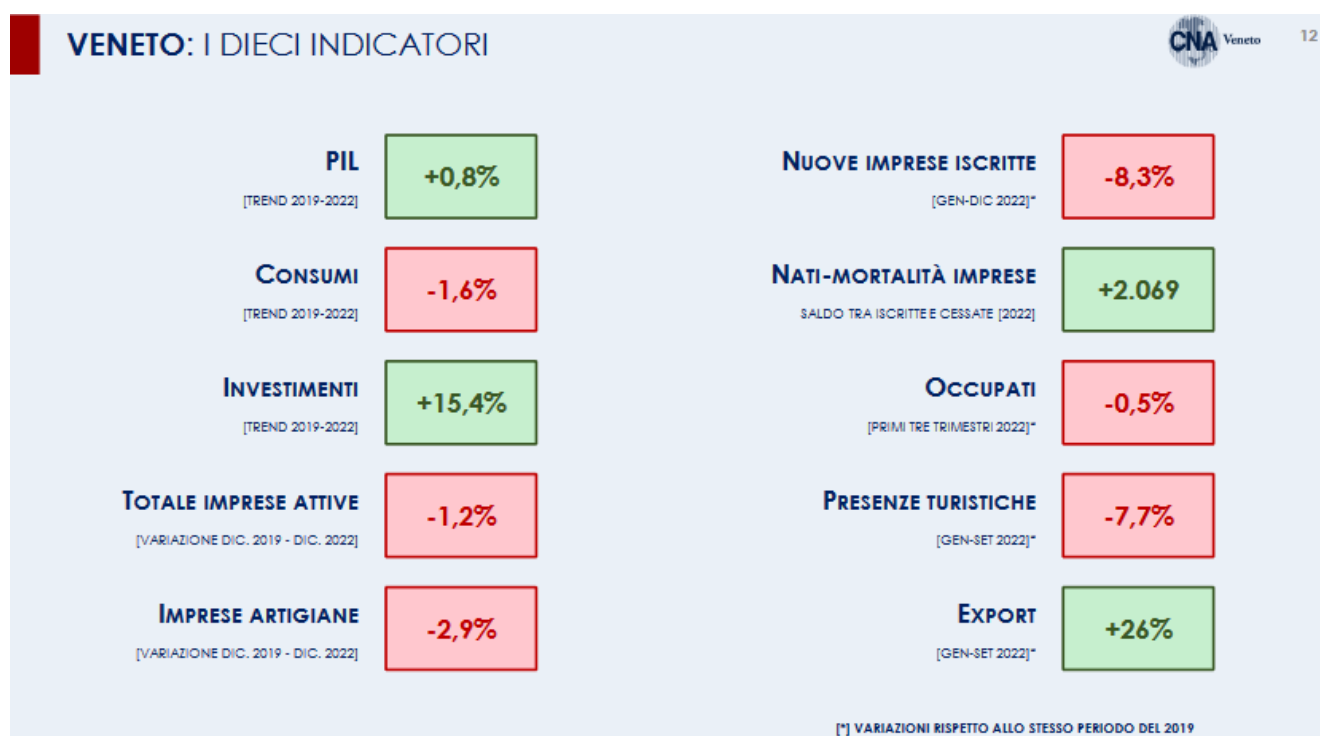 VENETO: I DIECI INDICATORI
CNA Veneto
12
PIL
[TREND 2019-2022]
+0,8%
CONSUMI
[TREND 2019-2022]
-1,6%
INVESTIMENTI
[TREND 2019-2022]
+15,4%
TOTALE IMPRESE ATTIVE
[VARIAZIONE DIC. 2019 - DIC. 2022]
-1,2%
IMPRESE ARTIGIANE
[VARIAZIONE DIC. 2019 - DIC. 2022]
-2,9%
NUOVE IMPRESE ISCRITTE
[GEN-DIC 2022]*
-8,3%
NATI-MORTALITÀ IMPRESE
SALDO TRA ISCRITTE E CESSATE [2022]
+2.069
OCCUPATI
[PRIMI TRE TRIMESTRI 2022]*
-0,5%
PRESENZE TURISTICHE
[GEN-SET 2022]*
-7,7%
EXPORT
[GEN-SET 2022]*
+26%
[*] VARIAZIONI RISPETTO ALLO STESSO PERIODO DEL 2019